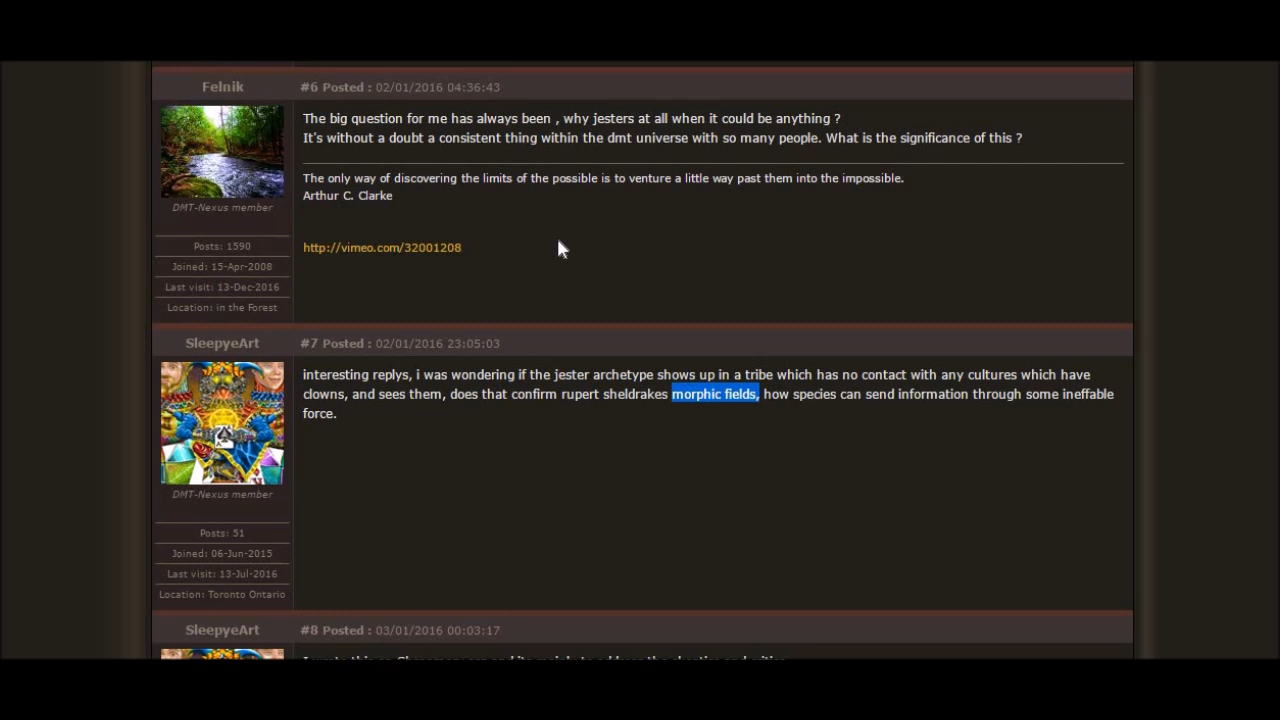 Felnik
#6 Posted : 02/01/2016 04:36:43
The big question for me has always been , why jesters at all when it could be anything ?
It's without a doubt a consistent thing within the dmt universe with so many people. What is the significance of this ?
The only way of discovering the limits of the possible is to venture a little way past them into the impossible.
Arthur C. Clarke
http://vimeo.com/32001208
DMT-Nexus member
Posts: 1590
Joined: 15-Apr-2008
Last visit: 13-Dec-2016
Location: in the Forest
SleepyeArt
#7 Posted : 02/01/2016 23:05:03
interesting replys, i was wondering if the jester archetype shows up in a tribe which has no contact with any cultures which have
clowns, and sees them, does that confirm rupert sheldrakes morphic fields, how species can send information through some ineffable
force.
DMT-Nexus member
Posts: 51
Joined: 06-Jun-2015
Last visit: 13-Jul-2016
Location: Toronto Ontario
SleepyeArt
#8 Posted : 03/01/2016 00:03:17